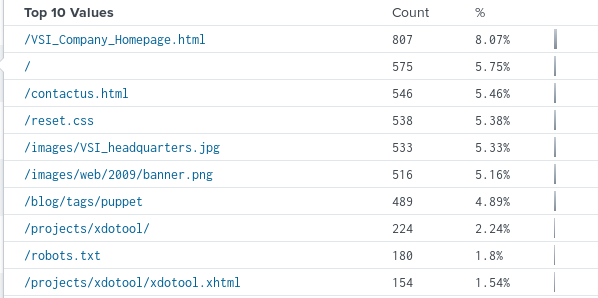 Top 10 Values Count %
/VSI_Company_Homepage.html 807 8.07%
/ 575 5.75%
/contactus.html 546 5.46%
/reset.css 538 5.38%
/images/VSI_headquarters.jpg 533 5.33%
/images/web/2009/banner.png 516 5.16%
/blog/tags/puppet 489 4.89%
/projects/xdotool/ 224 2.24%
/robots.txt 180 1.8%
/projects/xdotool/xdotool.xhtml 154 1.54%